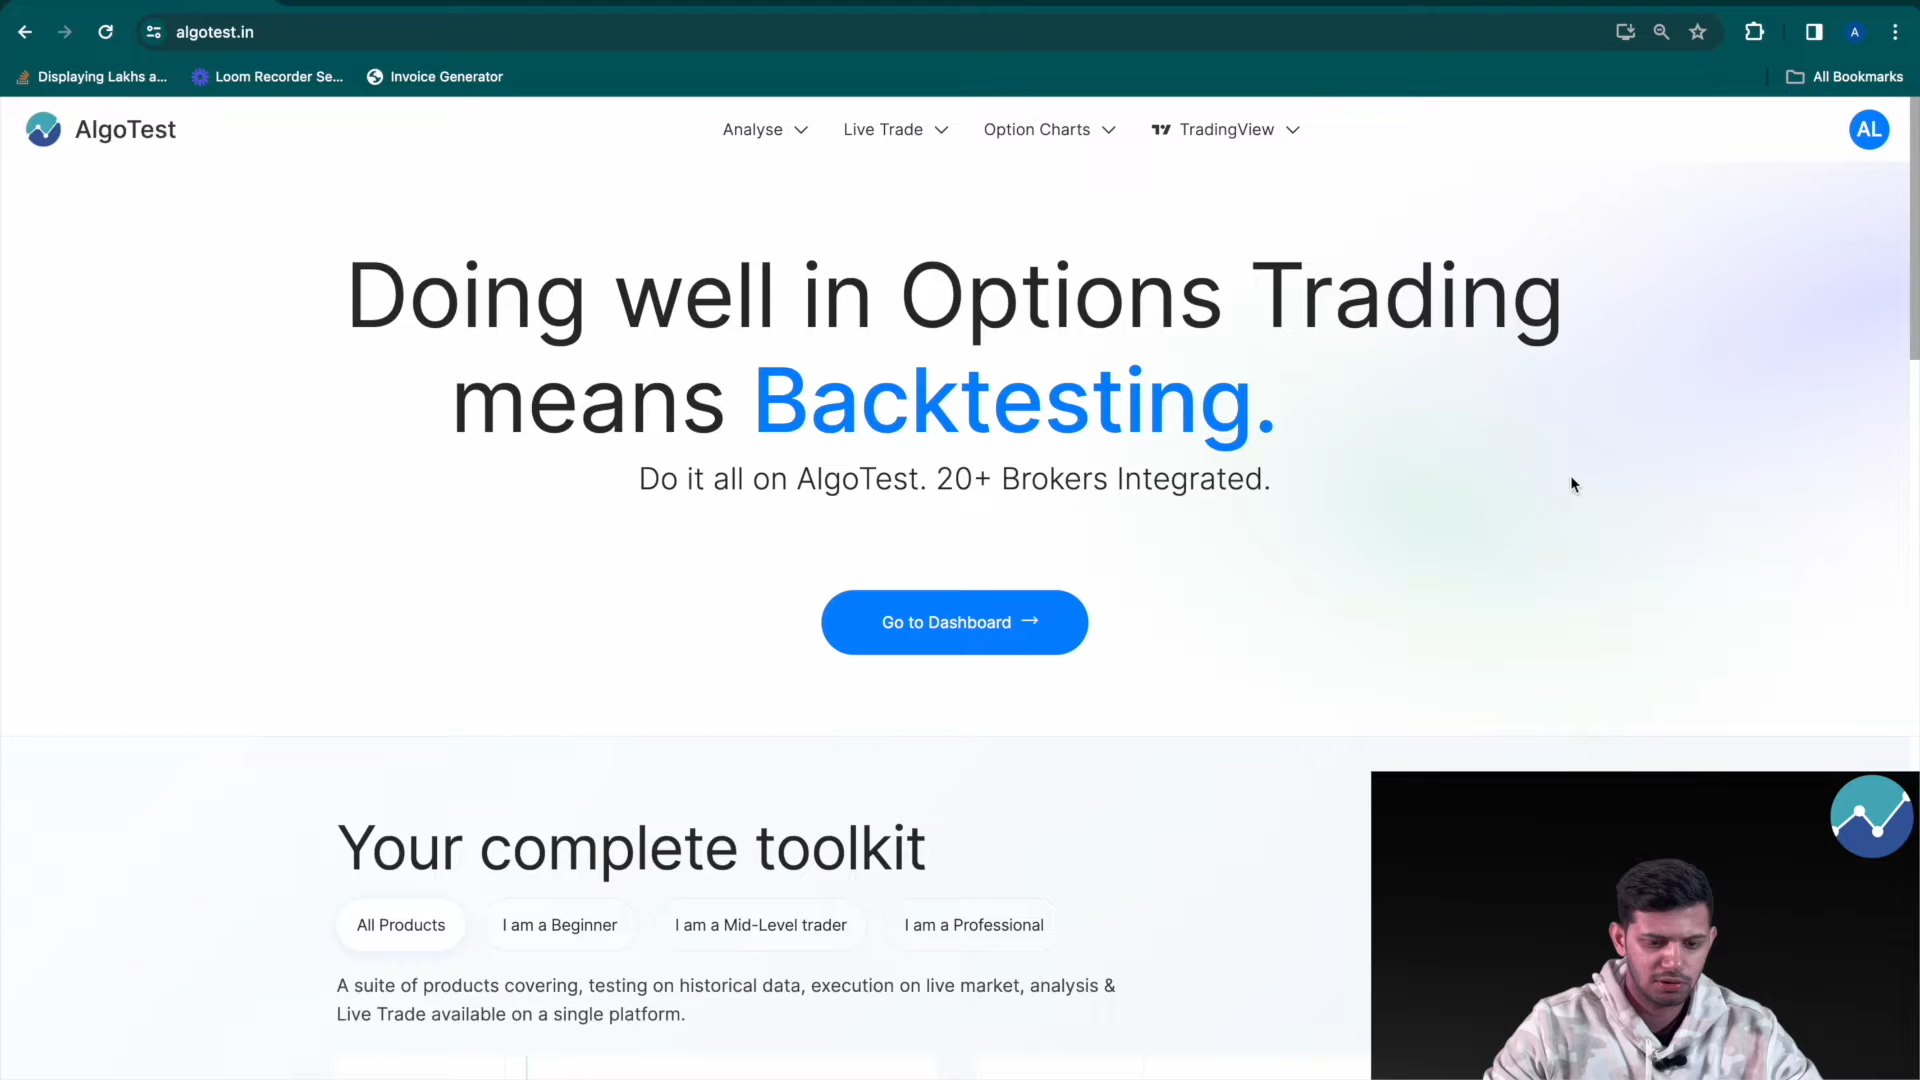 algotest.in
A
Displaying Lakhs a...
Loom Recorder Se...
Invoice Generator
All Bookmarks
AlgoTest
Analyse
Live Trade
Option Charts
TradingView
AL
Doing well in Options Trading
means Backtesting.
Do it all on AlgoTest. 20+ Brokers Integrated.
Go to Dashboard →
Your complete toolkit
All Products
I am a Beginner
I am a Mid-Level trader
I am a Professional
A suite of products covering, testing on historical data, execution on live market, analysis &
Live Trade available on a single platform.